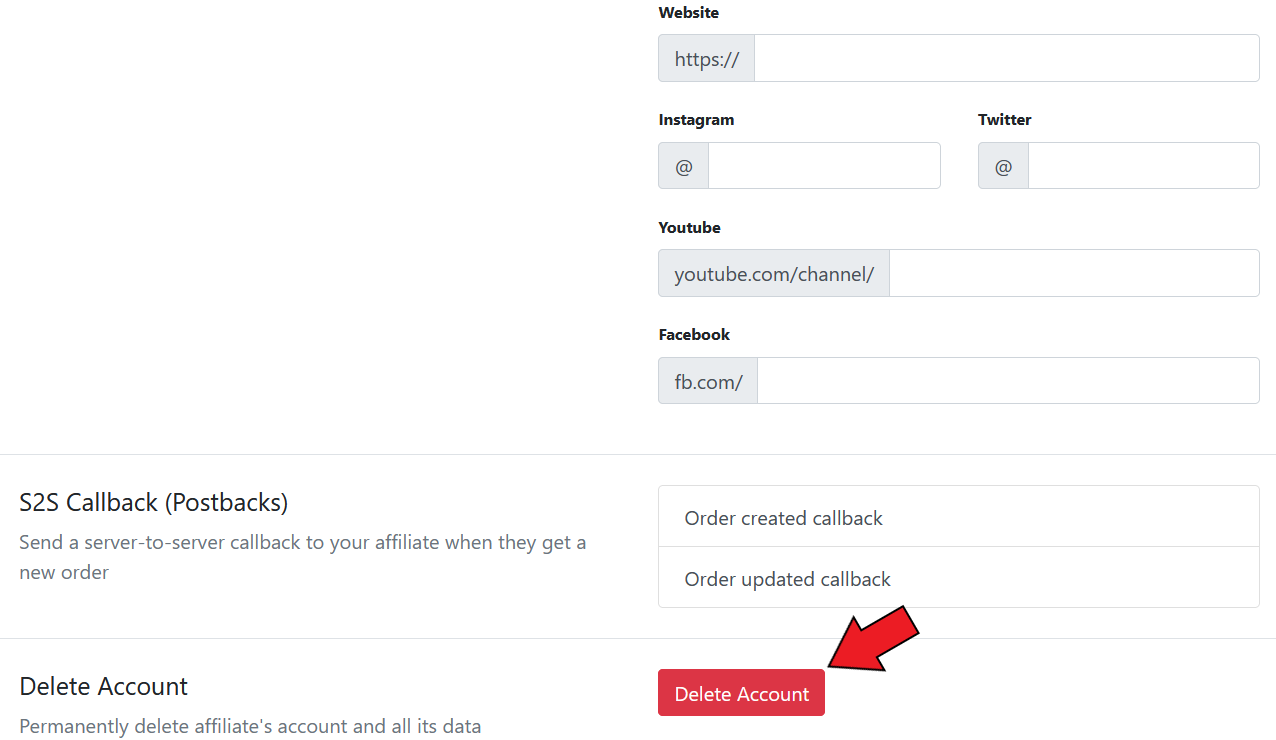 Website
https://
Instagram
Twitter
@
@
Youtube
youtube.com/channel/
Facebook
fb.com/
S2S Callback (Postbacks)
Send a server-to-server callback to your affiliate when they get a
new order
Order created callback
Order updated callback
Delete Account
Permanently delete affiliate's account and all its data
Delete Account